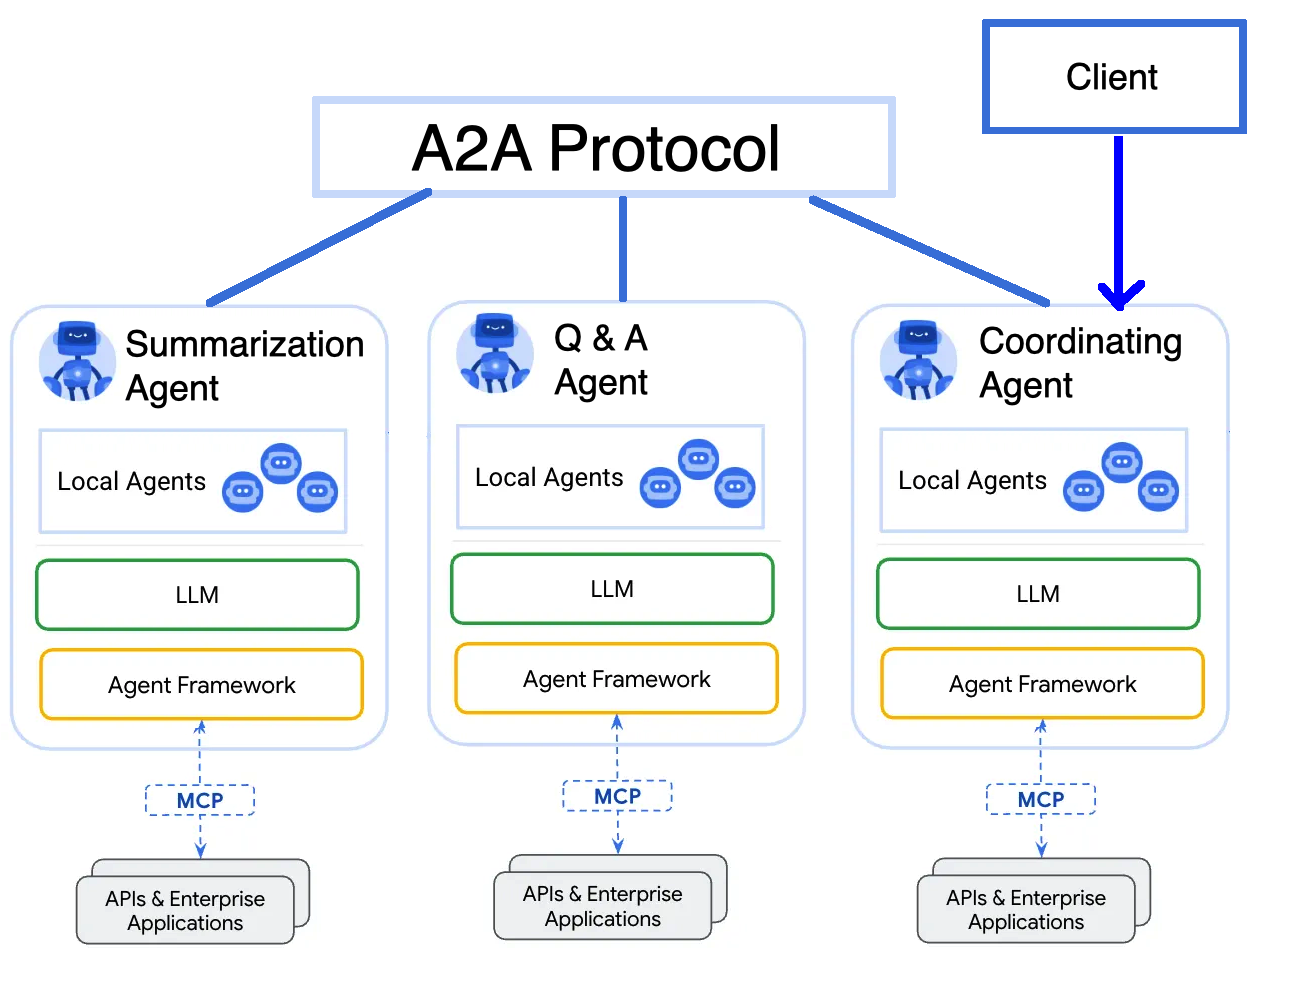 Client
A2A Protocol
Summarization
Agent
Local Agents
LLM
Agent Framework
MCP
APIs & Enterprise
Applications
Q & A
Agent
Local Agents
LLM
Agent Framework
MCP
APIs & Enterprise
Applications
Coordinating
Agent
Local Agents
LLM
Agent Framework
MCP
APIs & Enterprise
Applications